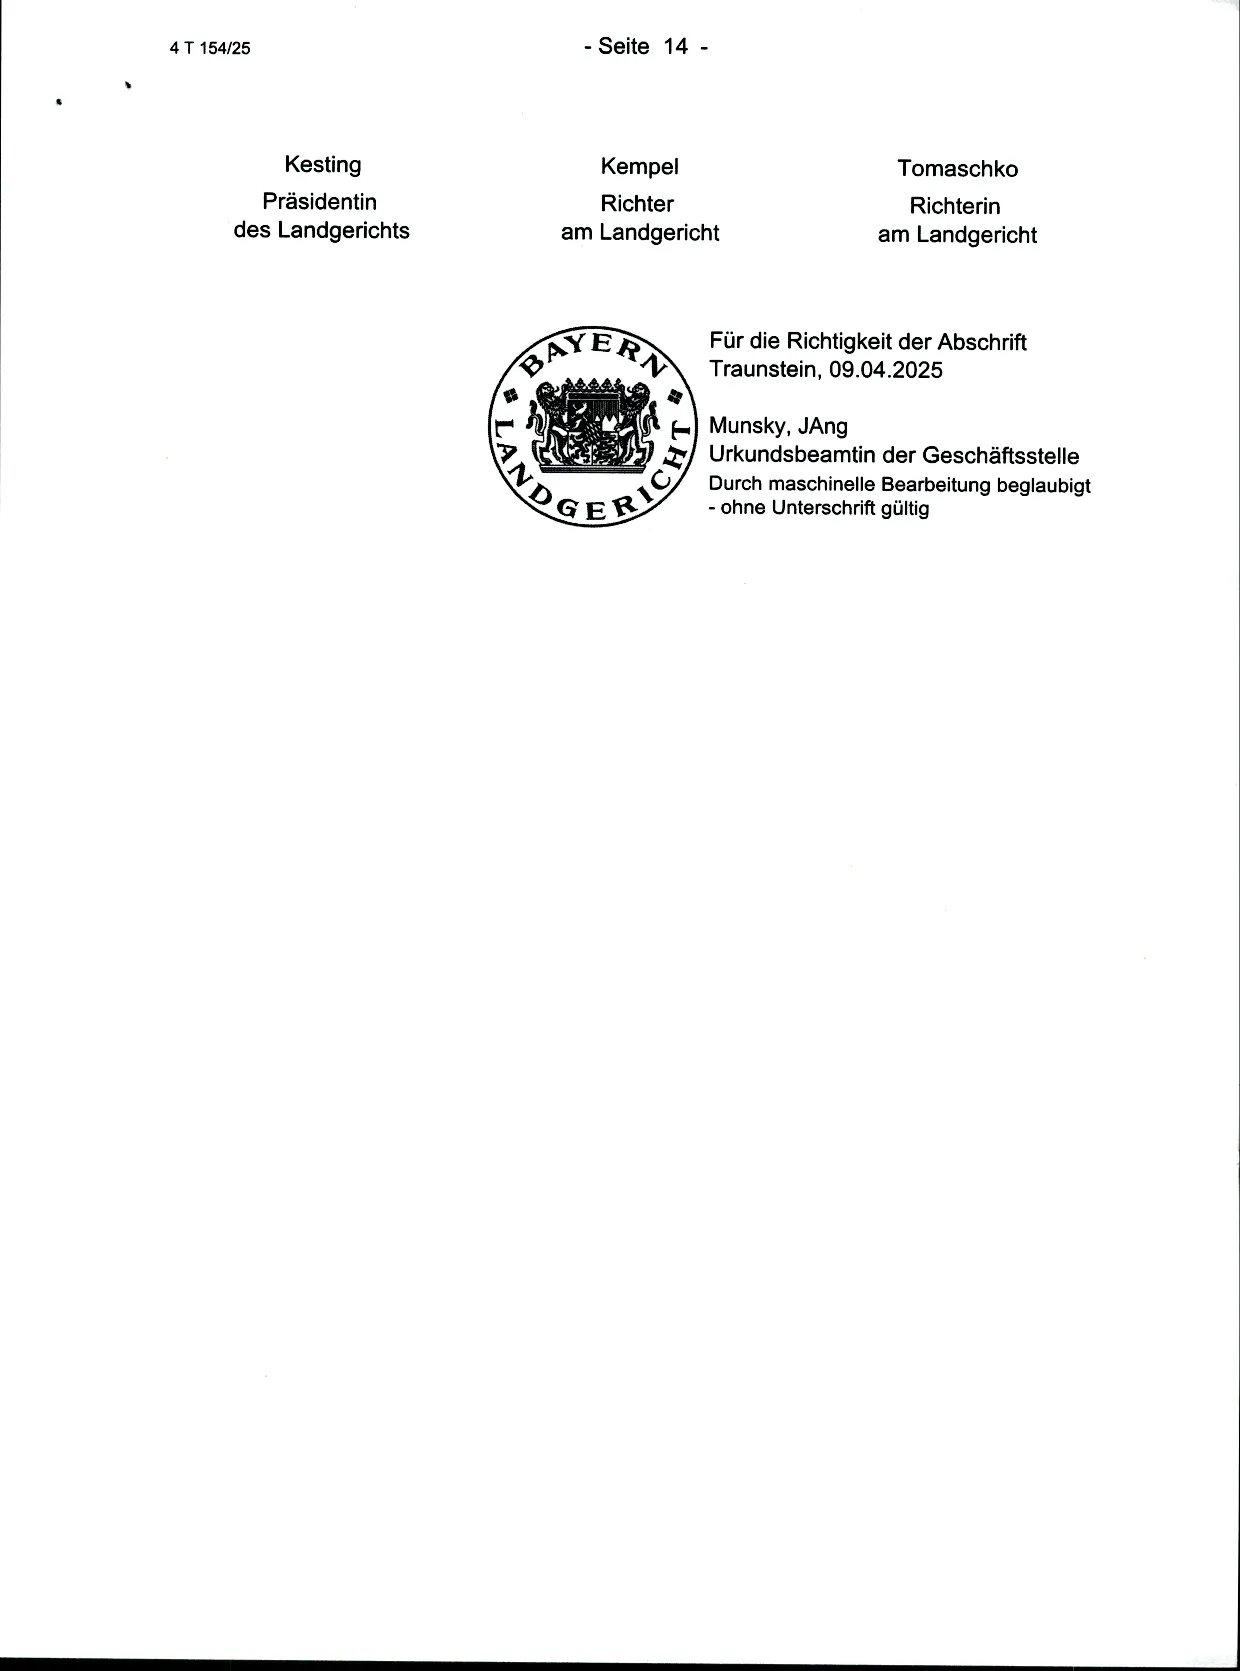 4 T 154/25
- Seite 14 -
Kesting
Präsidentin
des Landgerichts
Kempel
Richter
am Landgericht
Tomaschko
Richterin
am Landgericht
BAYERN
LANDGERICHT
Für die Richtigkeit der Abschrift
Traunstein, 09.04.2025
Munsky, JAng
Urkundsbeamtin der Geschäftsstelle
Durch maschinelle Bearbeitung beglaubigt
- ohne Unterschrift gültig